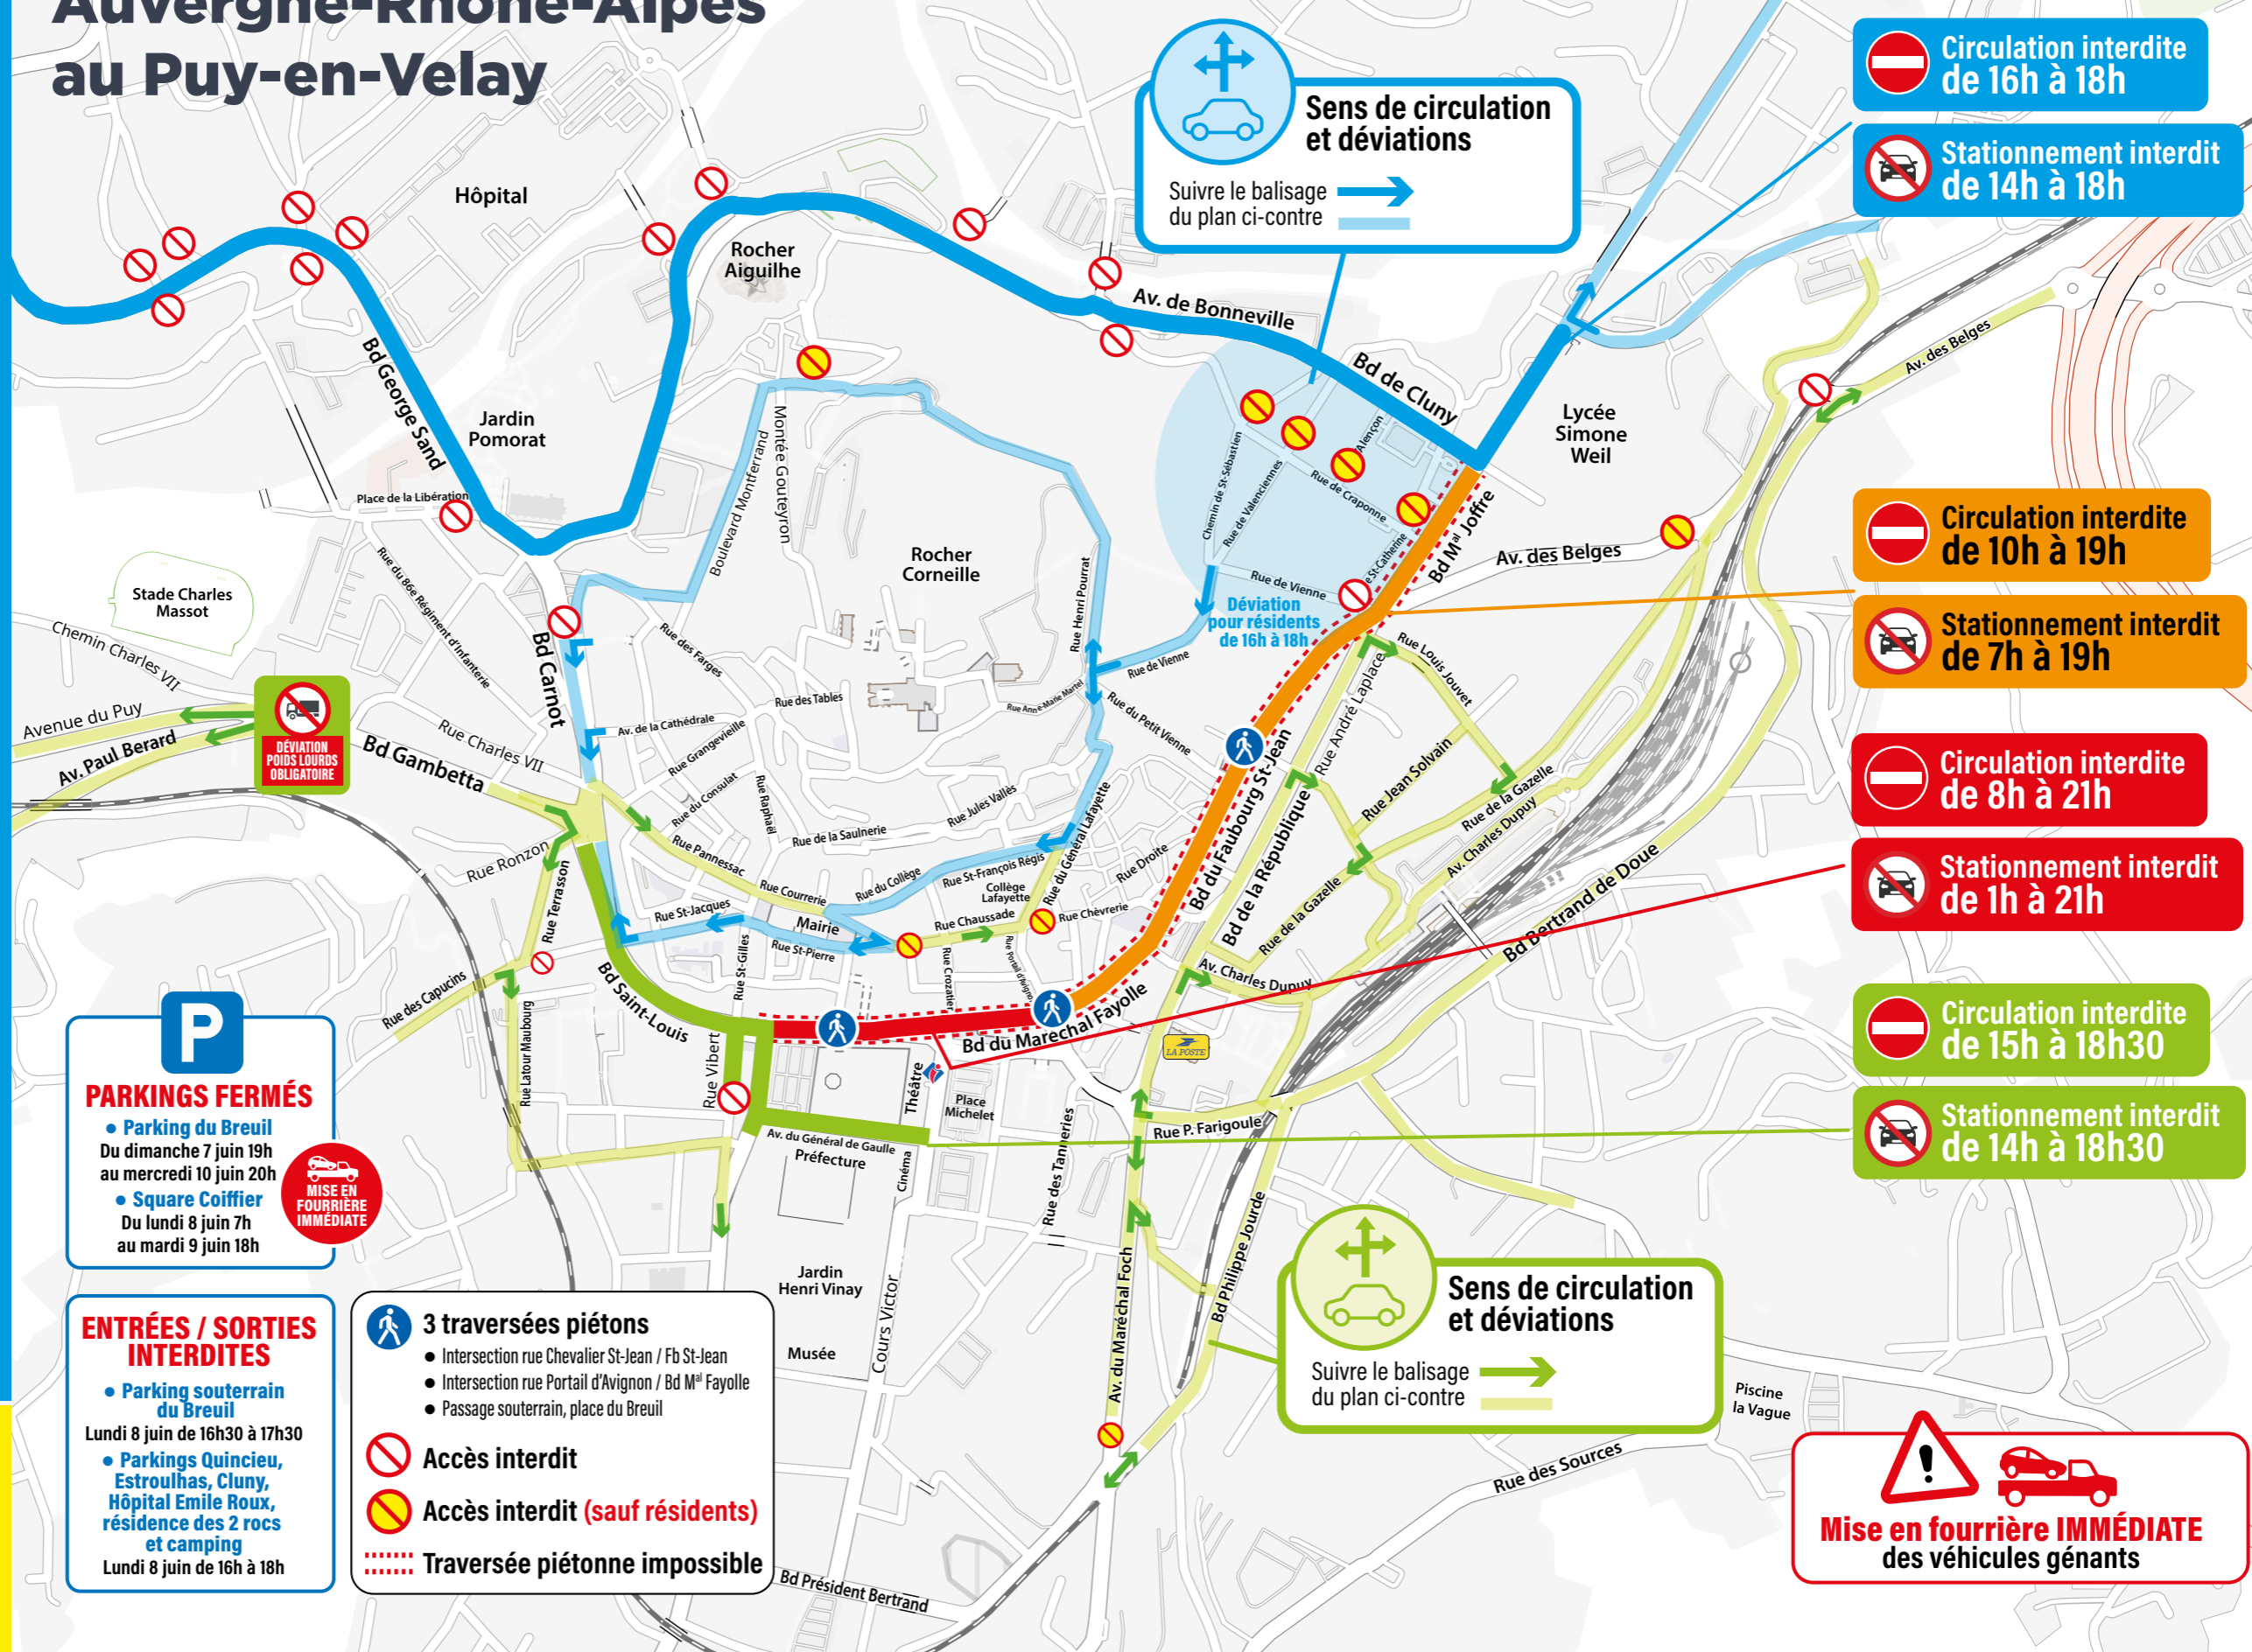 Auvergne-Rhône-Alpes
au Puy-en-Velay
Sens de circulation
et déviations
Suivre le balisage
du plan ci-contre
Circulation interdite
de 16h à 18h
Stationnement interdit
de 14h à 18h
Circulation interdite
de 10h à 19h
Stationnement interdit
de 7h à 19h
Circulation interdite
de 8h à 21h
Stationnement interdit
de 1h à 21h
Circulation interdite
de 15h à 18h30
Stationnement interdit
de 14h à 18h30
Hôpital
Rocher
Aiguilhe
Av. de Bonneville
Bd de Cluny
Bd George Sand
Jardin
Pomorat
Place de la Libération
Lycée
Simone
Weil
Av. des Belges
Montée Gouteyron
Boulevard Montferrand
Chemin de St-Sébastien
Rue de Valenciennes
Alençon
Rue de Craponne
e St-Catherine
Bd Mal Joffre
Av. des Belges
Rocher
Corneille
Rue Henri Pourrat
Rue de Vienne
Déviation
pour résidents
de 16h à 18h
Stade Charles
Massot
Chemin Charles VII
Rue du 86e Régiment d'Infanterie
Bd Carnot
Rue des Farges
Rue des Tables
Rue Anne-Marie Martel
Rue de Vienne
Rue du Petit Vienne
Rue Louis Jouvet
Rue André Laplace
Avenue du Puy
Av. Paul Berard
DÉVIATION
POIDS LOURDS
OBLIGATOIRE
Rue Charles VII
Bd Gambetta
Av. de la Cathédrale
Rue Grangevieille
Rue du Consulat
Rue Raphaël
Rue de la Saulnerie
Rue Jules Vallès
Rue du Général Lafayette
Bd du Faubourg St-Jean
Bd de la République
Rue Jean Solvain
Rue de la Gazelle
Av. Charles Dupuy
Rue Ronzon
Rue Terrasson
Rue Pannessac
Rue Courrerie
Rue du Collège
Rue St-François Régis
Collège
Lafayette
Rue Droite
Rue Chèvrerie
Rue Chaussade
Rue St-Jacques
Mairie
Rue St-Pierre
Rue St-Gilles
Rue Crozatier
Rue Portail d'Avignon
Rue de la Gazelle
Av. Charles Dupuy
Bd Bertrand de Doue
Rue des Capucins
Bd Saint-Louis
Rue Latour Maubourg
Rue Vibert
Bd du Maréchal Fayolle
LA POSTE
Théâtre
Place
Michelet
Av. du Général de Gaulle
Préfecture
Cinéma
Rue des Tanneries
Rue P. Farigoule
Jardin
Henri Vinay
Musée
Cours Victor
Av. du Maréchal Foch
Bd Philippe Jourde
Bd Président Bertrand
Rue des Sources
Piscine
la Vague
P
PARKINGS FERMÉS
● Parking du Breuil
Du dimanche 7 juin 19h
au mercredi 10 juin 20h
● Square Coiffier
Du lundi 8 juin 7h
au mardi 9 juin 18h
MISE EN
FOURRIÈRE
IMMÉDIATE
ENTRÉES / SORTIES
INTERDITES
● Parking souterrain
du Breuil
Lundi 8 juin de 16h30 à 17h30
● Parkings Quincieu,
Estroulhas, Cluny,
Hôpital Emile Roux,
résidence des 2 rocs
et camping
Lundi 8 juin de 16h à 18h
3 traversées piétons
● Intersection rue Chevalier St-Jean / Fb St-Jean
● Intersection rue Portail d'Avignon / Bd Mal Fayolle
● Passage souterrain, place du Breuil
Accès interdit
Accès interdit (sauf résidents)
Traversée piétonne impossible
Sens de circulation
et déviations
Suivre le balisage
du plan ci-contre
Mise en fourrière IMMÉDIATE
des véhicules génants